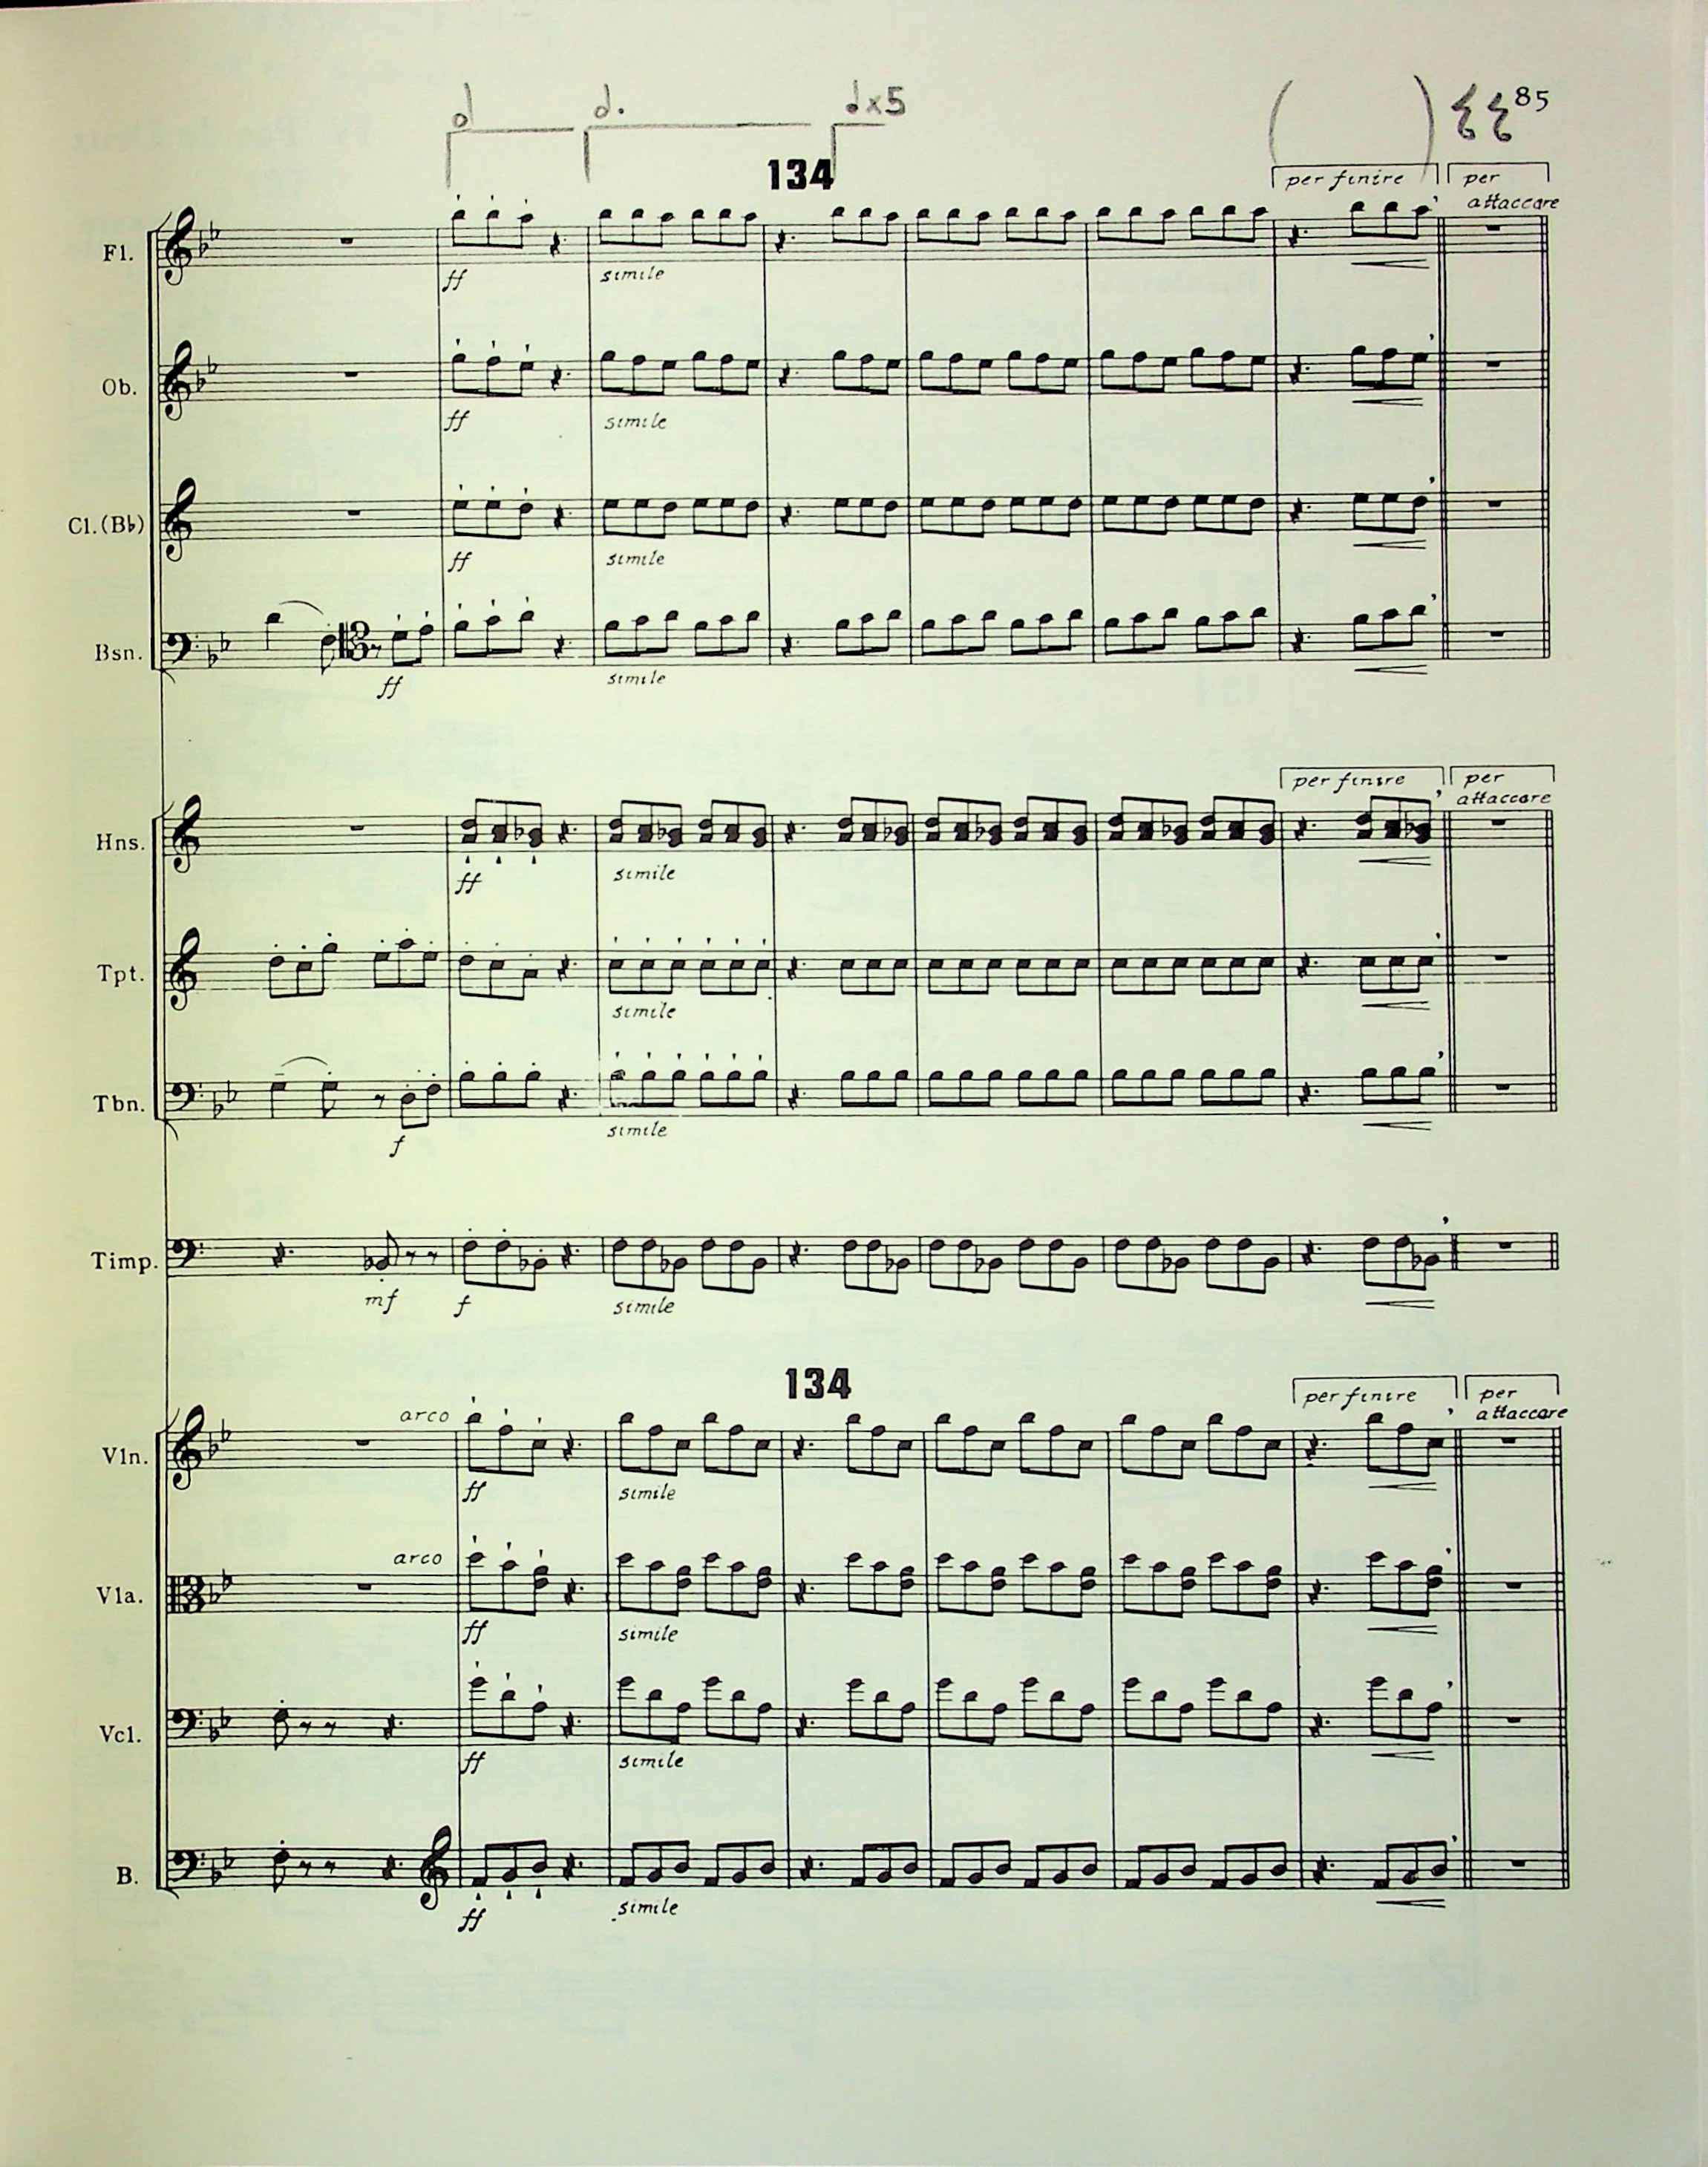 d d. d x5 85
134
per finire per
attaccare
Fl.
ff simile
Ob.
ff simile
Cl.(B♭)
ff simile
Bsn.
ff simile
per finire per
attaccare
Hns.
ff simile
Tpt.
simile
Tbn.
f simile
Timp.
mf f simile
134
per finire per
attaccare
arco
Vln.
ff simile
arco
Vla.
ff simile
Vcl.
ff simile
B.
ff simile